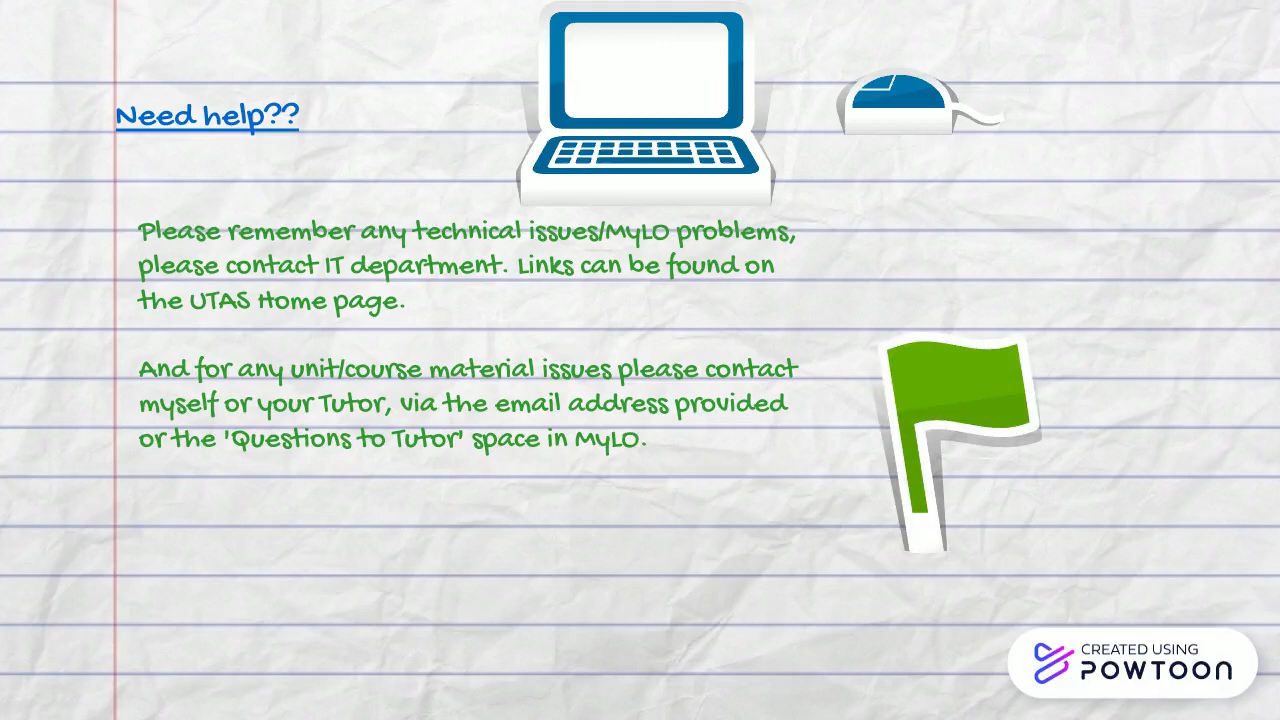 Need help??
Please remember any technical issues/MyLO problems,
please contact IT department. Links can be found on
the UTAS Home page.
And for any unit/course material issues please contact
myself or your Tutor, via the email address provided
or the 'Questions to Tutor' space in MyLO.
CREATED USING
POWTOON